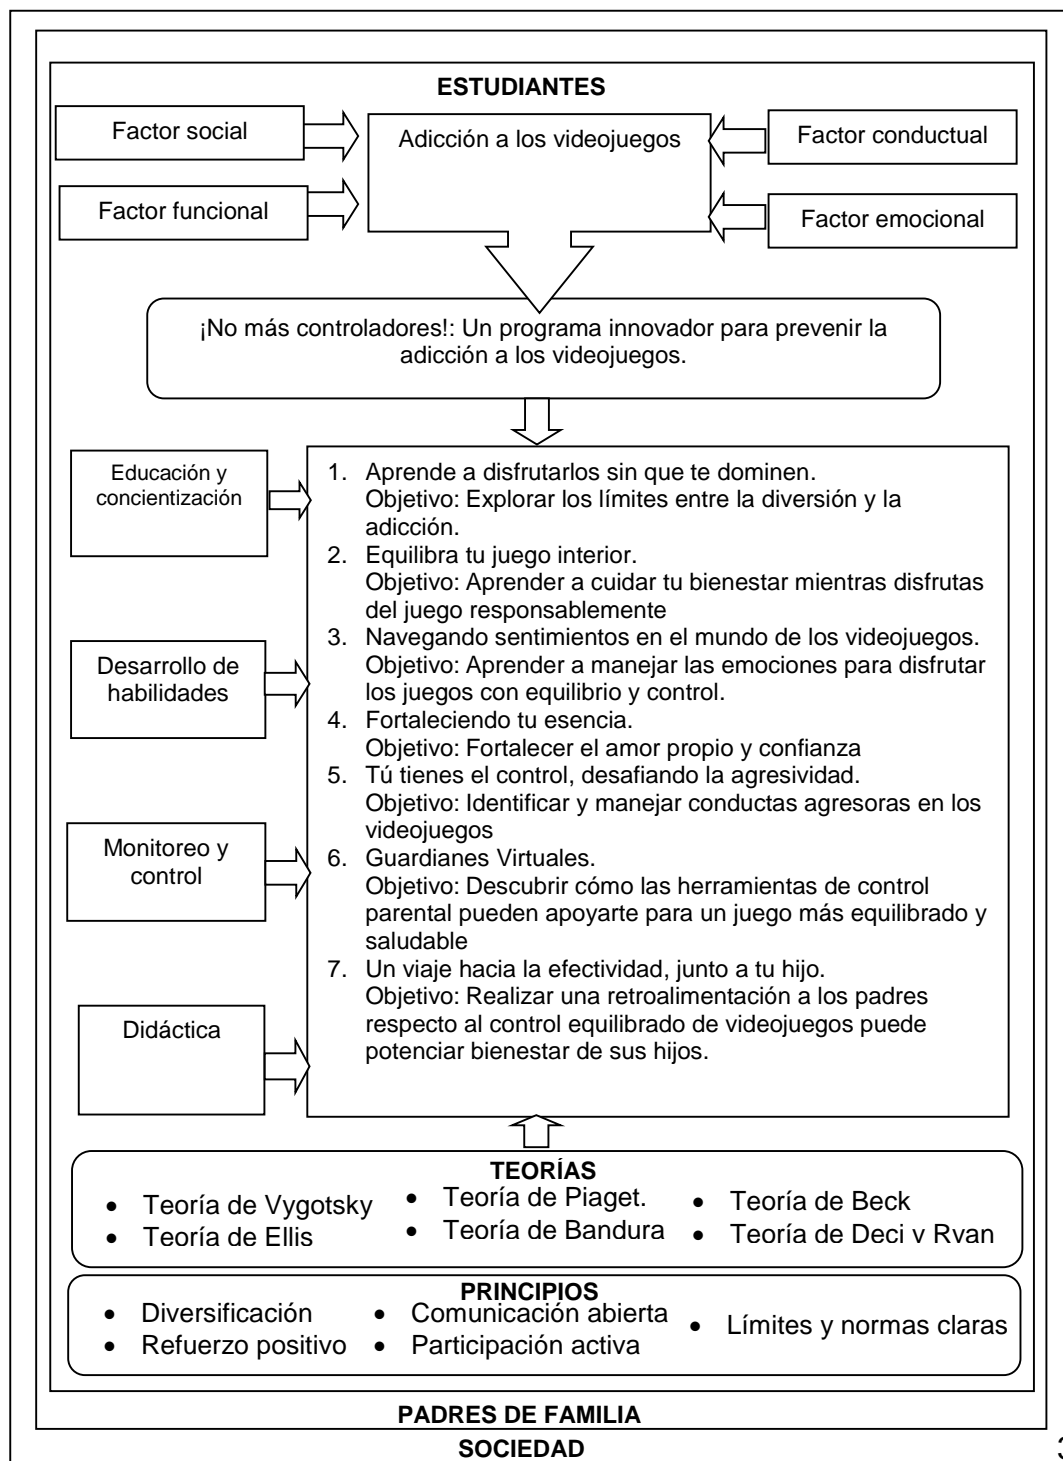 ESTUDIANTES
Factor social
Factor funcional
Adicción a los videojuegos
Factor conductual
Factor emocional
¡No más controladores!: Un programa innovador para prevenir la
adicción a los videojuegos.
Educación y
concientización
Desarrollo de
habilidades
Monitoreo y
control
Didáctica
1. Aprende a disfrutarlos sin que te dominen.
Objetivo: Explorar los límites entre la diversión y la
adicción.
2. Equilibra tu juego interior.
Objetivo: Aprender a cuidar tu bienestar mientras disfrutas
del juego responsablemente
3. Navegando sentimientos en el mundo de los videojuegos.
Objetivo: Aprender a manejar las emociones para disfrutar
los juegos con equilibrio y control.
4. Fortaleciendo tu esencia.
Objetivo: Fortalecer el amor propio y confianza
5. Tú tienes el control, desafiando la agresividad.
Objetivo: Identificar y manejar conductas agresoras en los
videojuegos
6. Guardianes Virtuales.
Objetivo: Descubrir cómo las herramientas de control
parental pueden apoyarte para un juego más equilibrado y
saludable
7. Un viaje hacia la efectividad, junto a tu hijo.
Objetivo: Realizar una retroalimentación a los padres
respecto al control equilibrado de videojuegos puede
potenciar bienestar de sus hijos.
TEORÍAS
• Teoría de Vygotsky
• Teoría de Ellis
• Teoría de Piaget.
• Teoría de Bandura
• Teoría de Beck
• Teoría de Deci y Ryan
PRINCIPIOS
• Diversificación
• Refuerzo positivo
• Comunicación abierta
• Participación activa
• Límites y normas claras
PADRES DE FAMILIA
SOCIEDAD